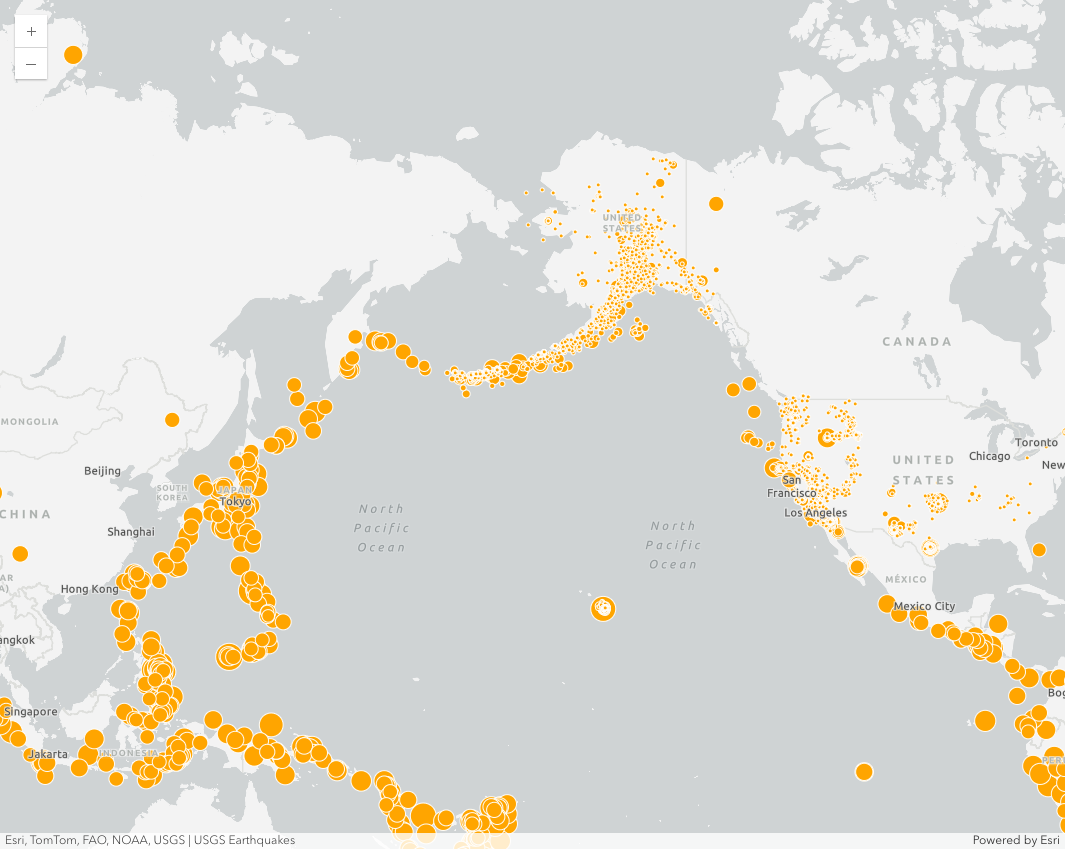 +
−
UNITED
STATES
CANADA
MONGOLIA
Beijing
SOUTH
KOREA
JAPAN
Tokyo
CHINA
Shanghai
Hong Kong
AR
A)
angkok
Singapore
Jakarta
INDONESIA
North
Pacific
Ocean
North
Pacific
Ocean
Toronto
Chicago
New
UNITED
STATES
San
Francisco
Los Angeles
MÉXICO
Mexico City
Bog
PER
Esri, TomTom, FAO, NOAA, USGS | USGS Earthquakes
Powered by Esri